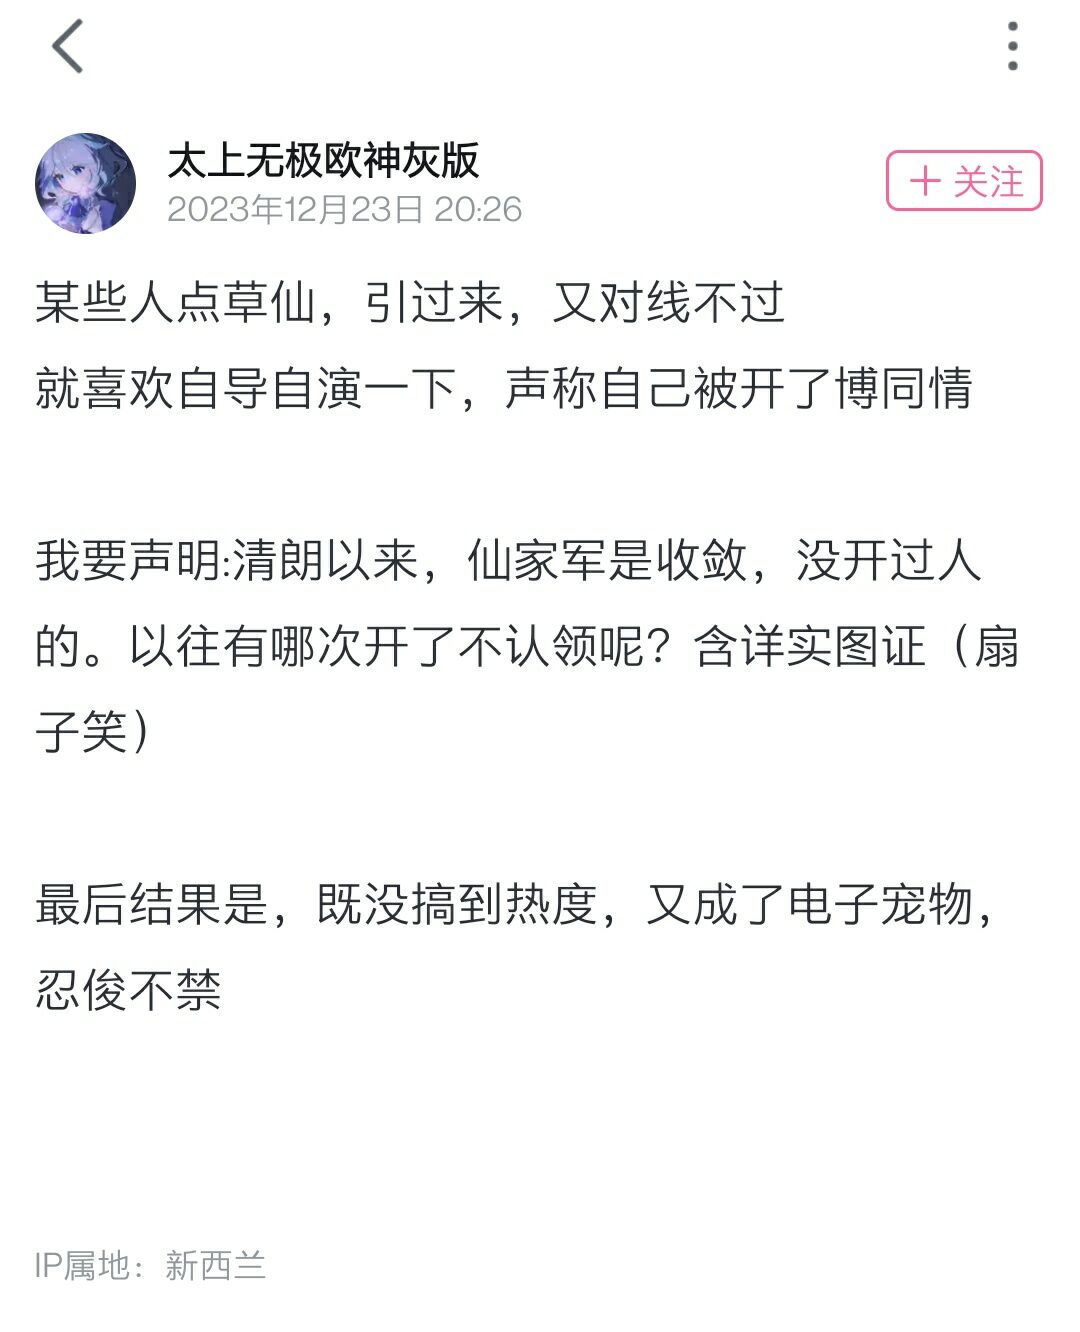 太上无极欧神灰版
2023年12月23日 20:26
＋ 关注
某些人点草仙，引过来，又对线不过
就喜欢自导自演一下，声称自己被开了博同情
我要声明:清朗以来，仙家军是收敛，没开过人
的。以往有哪次开了不认领呢？含详实图证（扇
子笑）
最后结果是，既没搞到热度，又成了电子宠物，
忍俊不禁
IP属地：新西兰